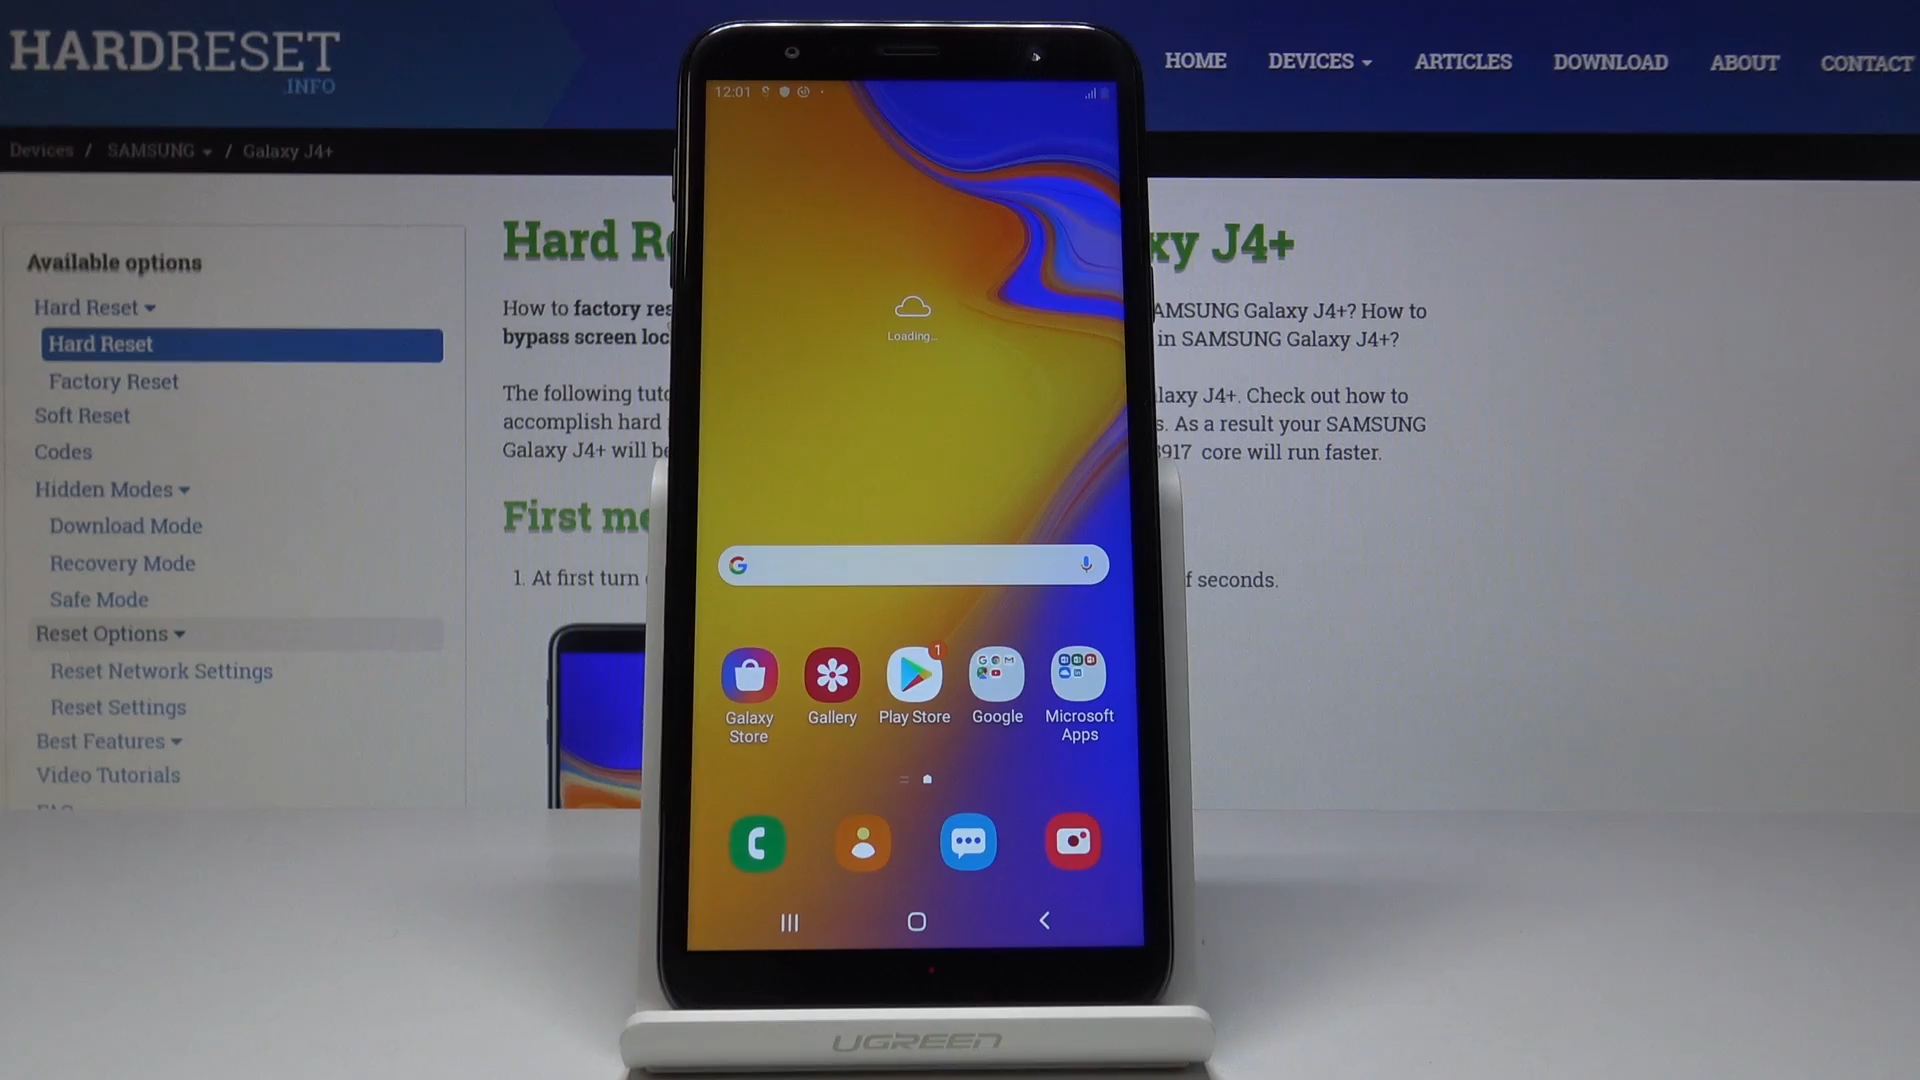 HARDRESET
.INFO
HOME DEVICES ARTICLES DOWNLOAD ABOUT CONTACT
Devices / SAMSUNG / Galaxy J4+
Available options
Hard Reset
Hard Reset
Factory Reset
Soft Reset
Codes
Hidden Modes
Download Mode
Recovery Mode
Safe Mode
Reset Options
Reset Network Settings
Reset Settings
Best Features
Video Tutorials
FAQ
Hard Re xy J4+
How to factory res AMSUNG Galaxy J4+? How to
bypass screen loc in SAMSUNG Galaxy J4+?
The following tuto laxy J4+. Check out how to
accomplish hard s. As a result your SAMSUNG
Galaxy J4+ will be 8917 core will run faster.
First me
1. At first turn f seconds.
12:01
Loading...
G
1
Galaxy
Store
Gallery
Play Store
Google
Microsoft
Apps
UGREEN